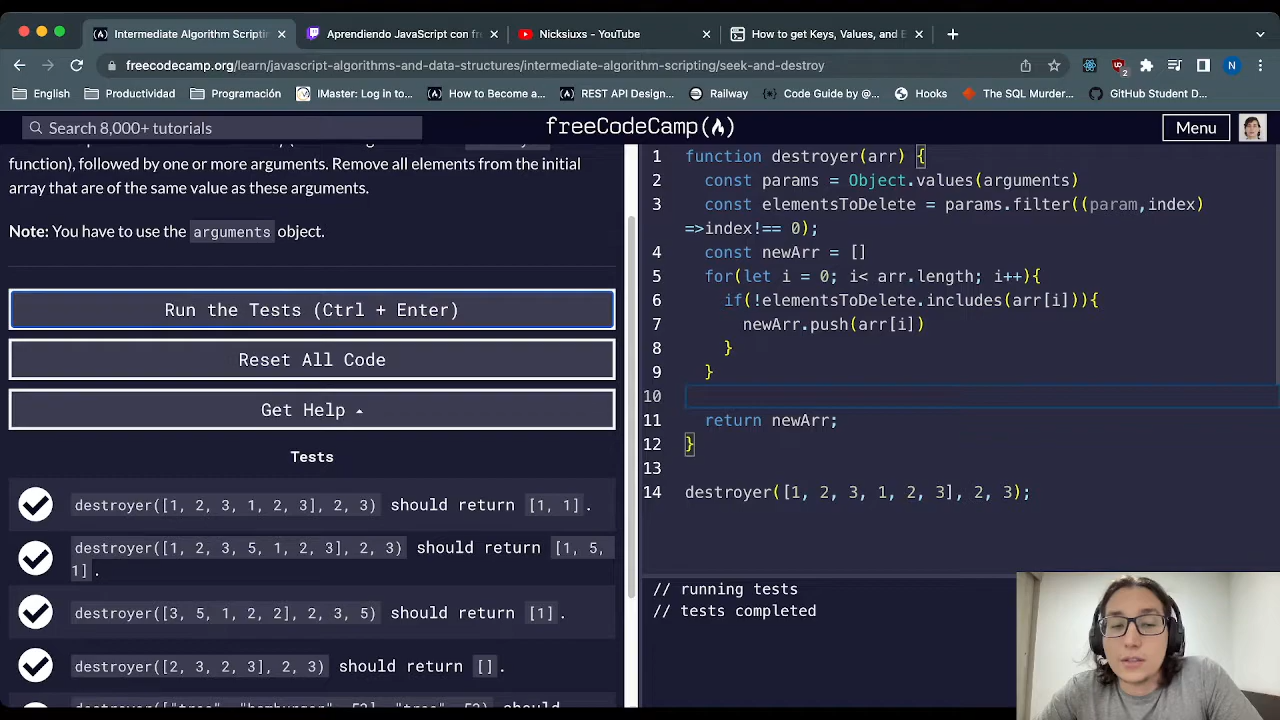 Intermediate Algorithm Scripting
Aprendiendo JavaScript con fr
Nicksiuxs - YouTube
How to get Keys, Values, and E
freecodecamp.org/learn/javascript-algorithms-and-data-structures/intermediate-algorithm-scripting/seek-and-destroy
2
N
English
Productividad
Programación
IMaster: Log in to...
How to Become a...
REST API Design...
Railway
Code Guide by @...
Hooks
The SQL Murder...
GitHub Student D...
Search 8,000+ tutorials
freeCodeCamp
Menu
function), followed by one or more arguments. Remove all elements from the initial
array that are of the same value as these arguments.
Note: You have to use the arguments object.
Run the Tests (Ctrl + Enter)
Reset All Code
Get Help
Tests
destroyer([1, 2, 3, 1, 2, 3], 2, 3) should return [1, 1].
destroyer([1, 2, 3, 5, 1, 2, 3], 2, 3) should return [1, 5,
1].
destroyer([3, 5, 1, 2, 2], 2, 3, 5) should return [1].
destroyer([2, 3, 2, 3], 2, 3) should return [].
1 function destroyer(arr) {
2 const params = Object.values(arguments)
3 const elementsToDelete = params.filter((param,index)
=>index!== 0);
4 const newArr = []
5 for(let i = 0; i< arr.length; i++){
6 if(!elementsToDelete.includes(arr[i])){
7 newArr.push(arr[i])
8 }
9 }
10
11 return newArr;
12 }
13
14 destroyer([1, 2, 3, 1, 2, 3], 2, 3);
// running tests
// tests completed